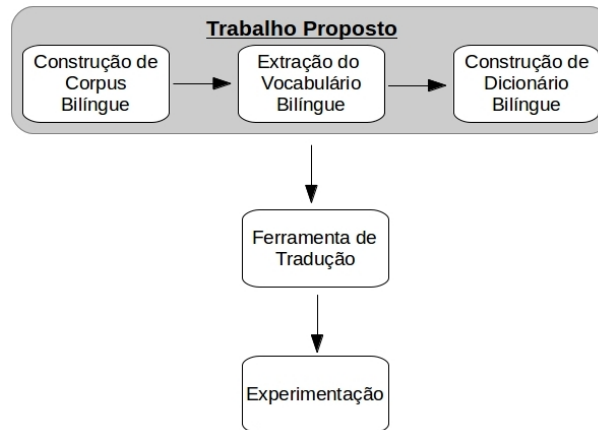 Trabalho Proposto
Construção de
Corpus
Bilíngue
Extração do
Vocabulário
Bilíngue
Construção de
Dicionário
Bilíngue
Ferramenta de
Tradução
Experimentação